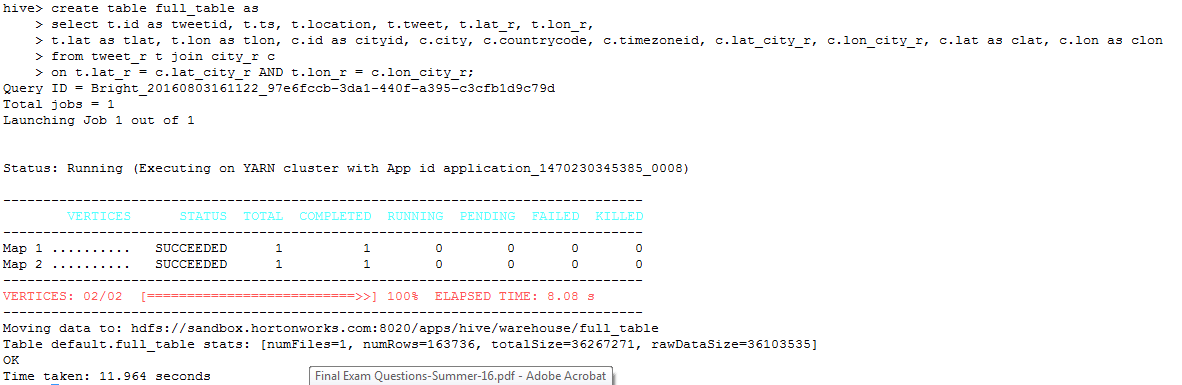 hive> create table full_table as
    > select t.id as tweetid, t.ts, t.location, t.tweet, t.lat_r, t.lon_r,
    > t.lat as tlat, t.lon as tlon, c.id as cityid, c.city, c.countrycode, c.timezoneid, c.lat_city_r, c.lon_city_r, c.lat as clat, c.lon as clon
    > from tweet_r t join city_r c
    > on t.lat_r = c.lat_city_r AND t.lon_r = c.lon_city_r;
Query ID = Bright_20160803161122_97e6fccb-3da1-440f-a395-c3cfb1d9c79d
Total jobs = 1
Launching Job 1 out of 1
Status: Running (Executing on YARN cluster with App id application_1470230345385_0008)
--------------------------------------------------------------------------------
        VERTICES      STATUS  TOTAL  COMPLETED  RUNNING  PENDING  FAILED  KILLED
--------------------------------------------------------------------------------
Map 1 ..........   SUCCEEDED      1          1        0        0       0       0
Map 2 ..........   SUCCEEDED      1          1        0        0       0       0
--------------------------------------------------------------------------------
VERTICES: 02/02  [==========================>>] 100%  ELAPSED TIME: 8.08 s
--------------------------------------------------------------------------------
Moving data to: hdfs://sandbox.hortonworks.com:8020/apps/hive/warehouse/full_table
Table default.full_table stats: [numFiles=1, numRows=163736, totalSize=36267271, rawDataSize=36103535]
OK
Time taken: 11.964 seconds
Final Exam Questions-Summer-16.pdf - Adobe Acrobat